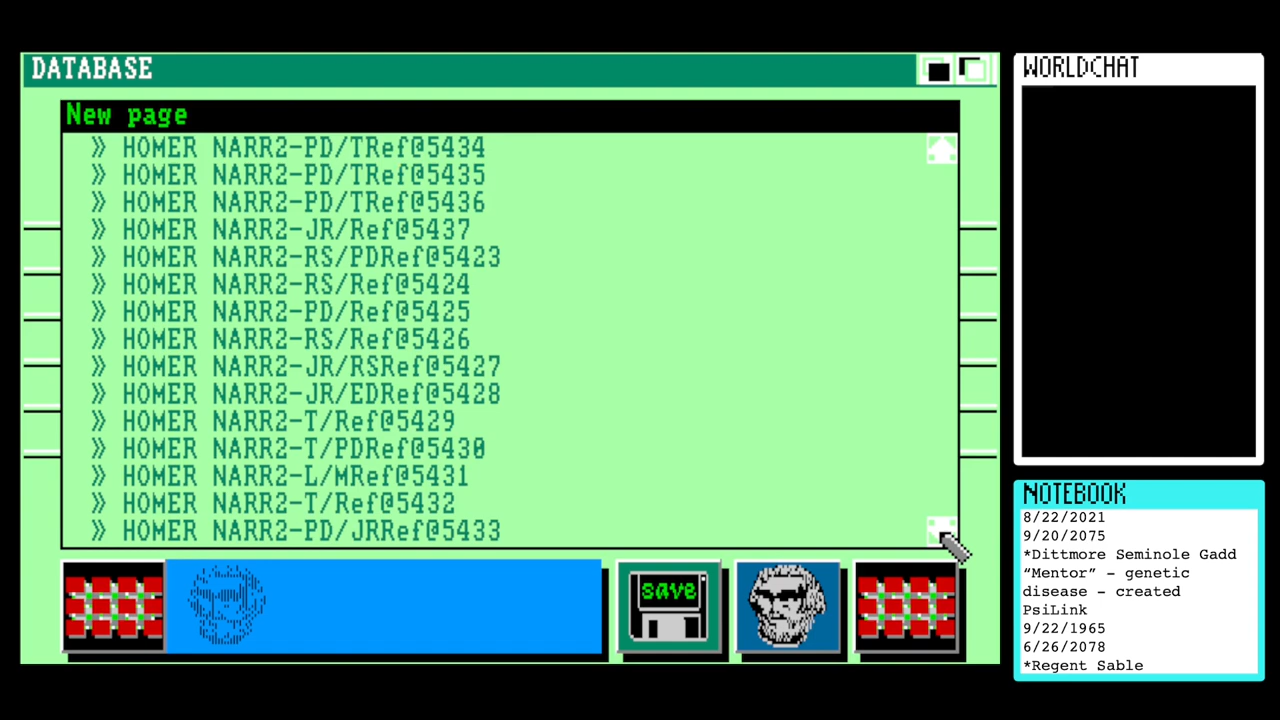 DATABASE
New page
» HOMER NARR2-PD/TRef@5434
» HOMER NARR2-PD/TRef@5435
» HOMER NARR2-PD/TRef@5436
» HOMER NARR2-JR/Ref@5437
» HOMER NARR2-RS/PDRef@5423
» HOMER NARR2-RS/Ref@5424
» HOMER NARR2-PD/Ref@5425
» HOMER NARR2-RS/Ref@5426
» HOMER NARR2-JR/RSRef@5427
» HOMER NARR2-JR/EDRef@5428
» HOMER NARR2-T/Ref@5429
» HOMER NARR2-T/PDRef@5430
» HOMER NARR2-L/MRef@5431
» HOMER NARR2-T/Ref@5432
» HOMER NARR2-PD/JRRef@5433
save
WORLDCHAT
NOTEBOOK
8/22/2021
9/20/2075
*Dittmore Seminole Gadd
“Mentor” – genetic
disease – created
PsiLink
9/22/1965
6/26/2078
*Regent Sable